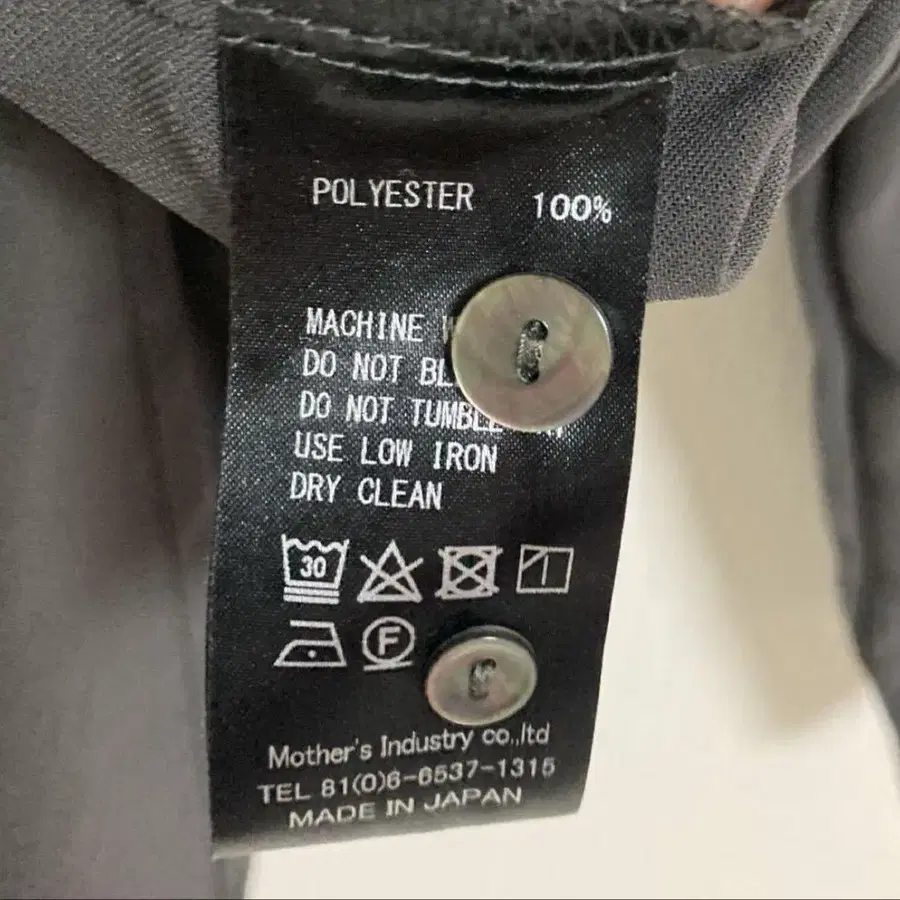 POLYESTER 100%
MACHINE
DO NOT
DO NOT TUMBLE
USE LOW IRON
DRY CLEAN
30
F
Mother's Industry co.,ltd
TEL 81(0)6-6537-1315
MADE IN JAPAN